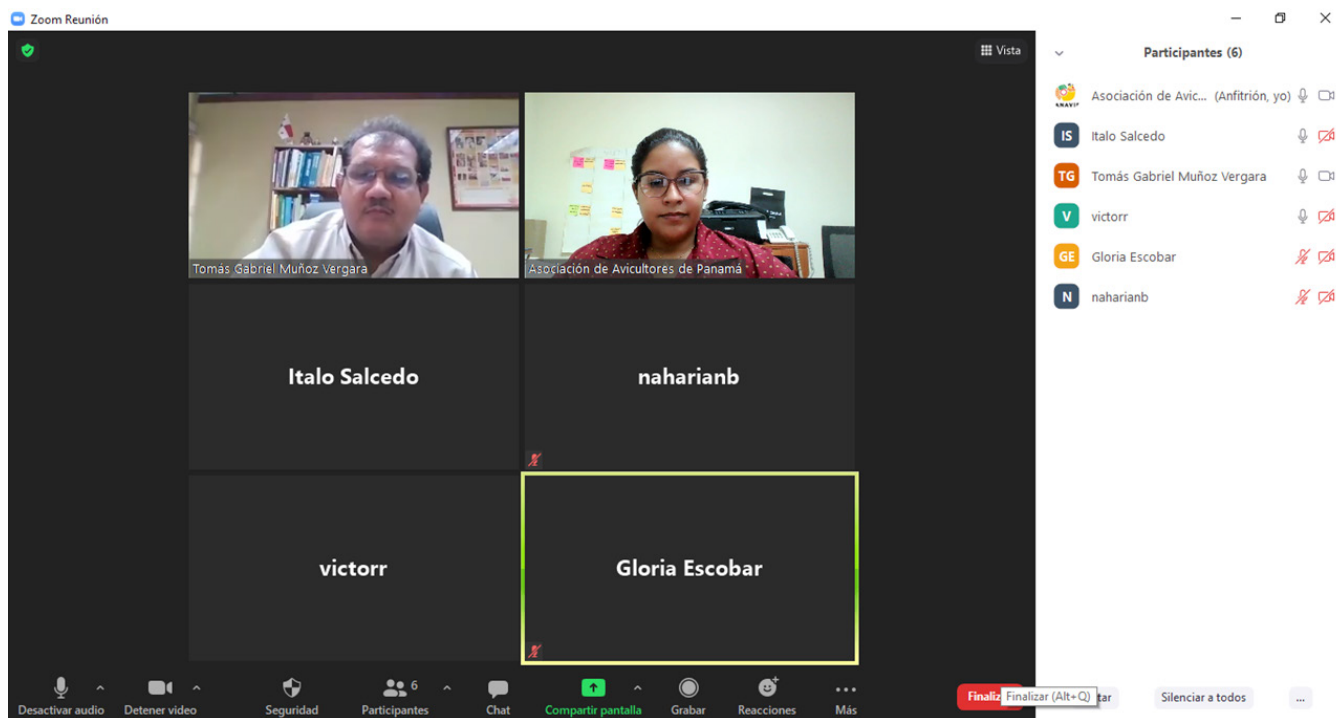 Zoom Reunión
Vista
Tomás Gabriel Muñoz Vergara
Asociación de Avicultores de Panamá
Italo Salcedo
naharianb
victorr
Gloria Escobar
Desactivar audio
Detener video
Seguridad
6
Participantes
Chat
Compartir pantalla
Grabar
Reacciones
Más
Finaliz
Finalizar (Alt+Q)
Participantes (6)
ANAVIP
Asociación de Avic... (Anfitrión, yo)
IS Italo Salcedo
TG Tomás Gabriel Muñoz Vergara
V victorr
GE Gloria Escobar
N naharianb
tar
Silenciar a todos
...